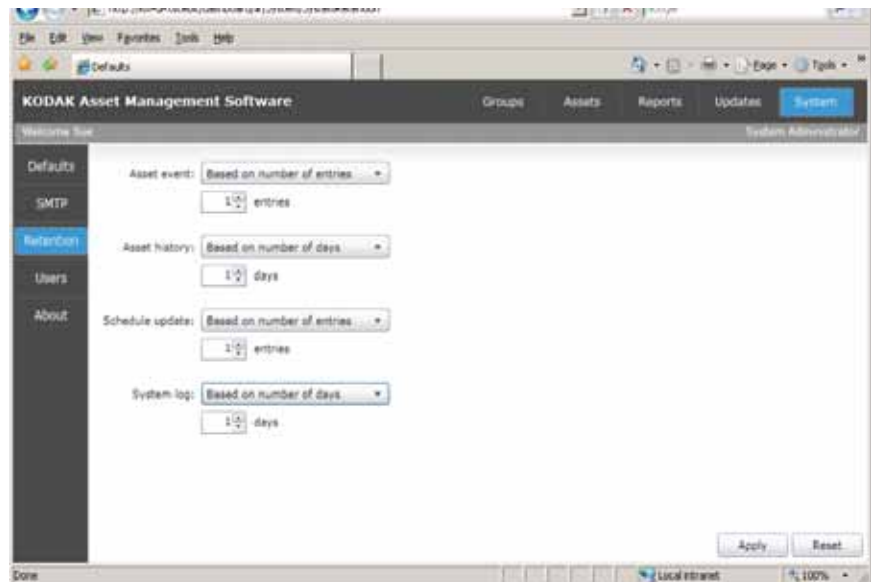 File Edit View Favorites Tools Help
Defaults
Page Tools
KODAK Asset Management Software Groups Assets Reports Updates System
Welcome Sue System Administrator
Defaults
SMTP
Retention
Users
About
Asset event: Based on number of entries
1 entries
Asset history: Based on number of days
1 days
Schedule update: Based on number of entries
1 entries
System log: Based on number of days
1 days
Apply Reset
Done Local intranet 100%